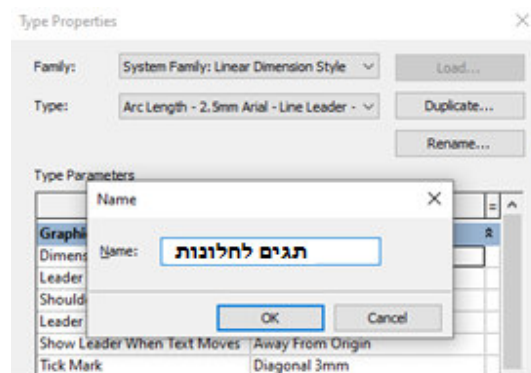 Type Properties
Family: System Family: Linear Dimension Style Load...
Type: Arc Length - 2.5mm Arial - Line Leader - Duplicate...
Rename...
Type Parameters
Name
=
Graphi
Name: תגים לחלונות
Dimens
Leader
Should
OK Cancel
Leader
Show Leader When Text Moves Away From Origin
Tick Mark Diagonal 3mm